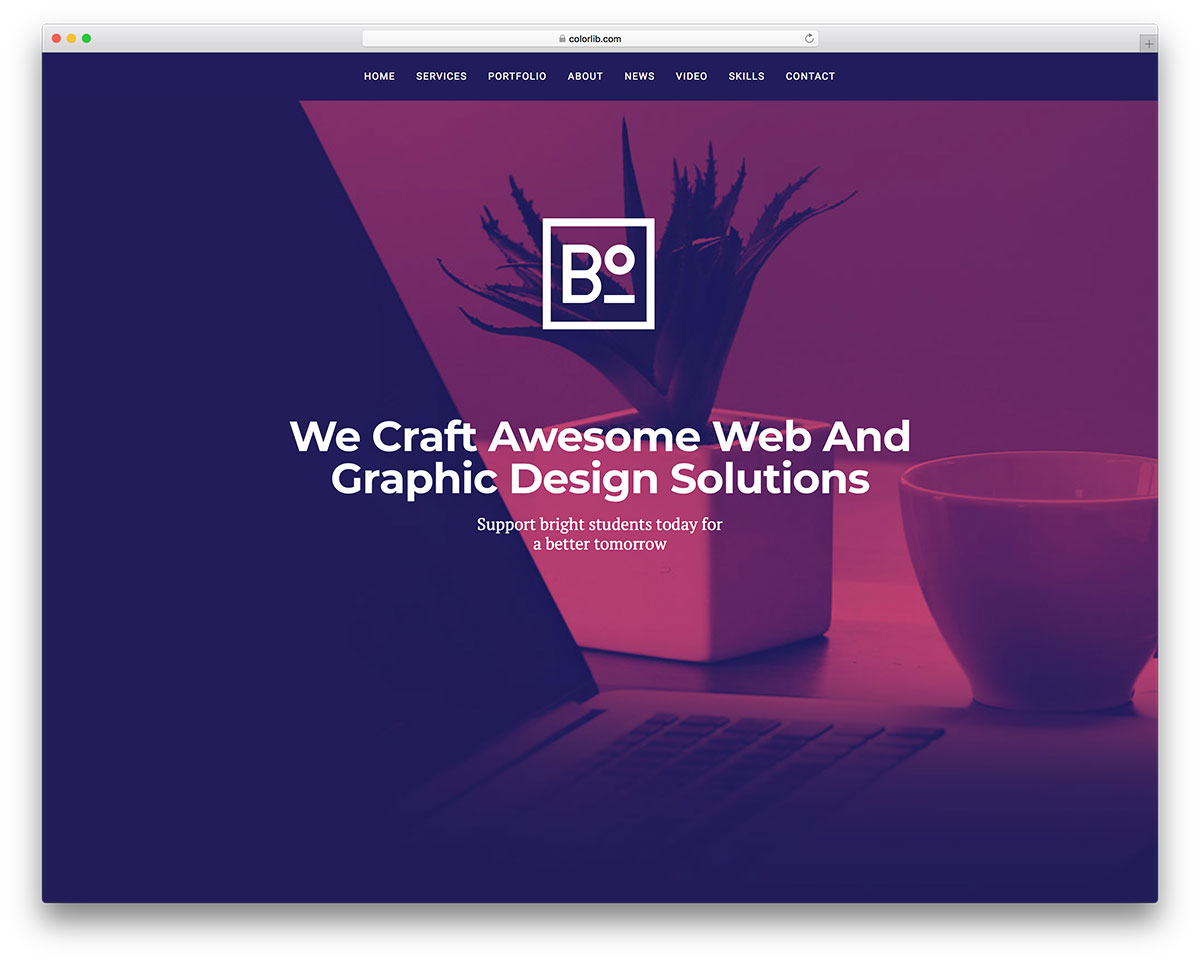 colorlib.com
HOME SERVICES PORTFOLIO ABOUT NEWS VIDEO SKILLS CONTACT
Bo
We Craft Awesome Web And
Graphic Design Solutions
Support bright students today for
a better tomorrow